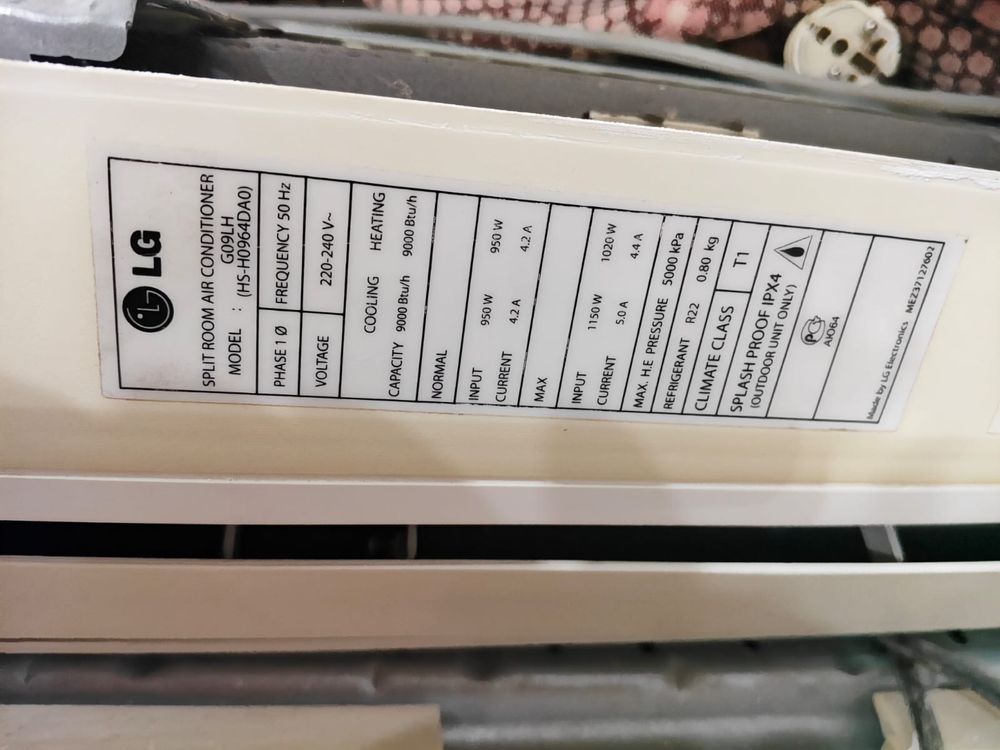 LG
SPLIT ROOM AIR CONDITIONER
G09LH
MODEL : (HS-H0964DA0)
PHASE 1 Ø FREQUENCY 50 Hz
VOLTAGE 220-240 V~
COOLING HEATING
CAPACITY 9000 Btu/h 9000 Btu/h
NORMAL
INPUT 950 W 950 W
CURRENT 4.2 A 4.2 A
MAX
INPUT 1150 W 1020 W
CURRENT 5.0 A 4.4 A
MAX. H.E PRESSURE 5000 kPa
REFRIGERANT R22 0.80 kg
CLIMATE CLASS T1
SPLASH PROOF IPX4
(OUTDOOR UNIT ONLY)
РСТ
АЮ64
Made by LG Electronics MEZ37127602